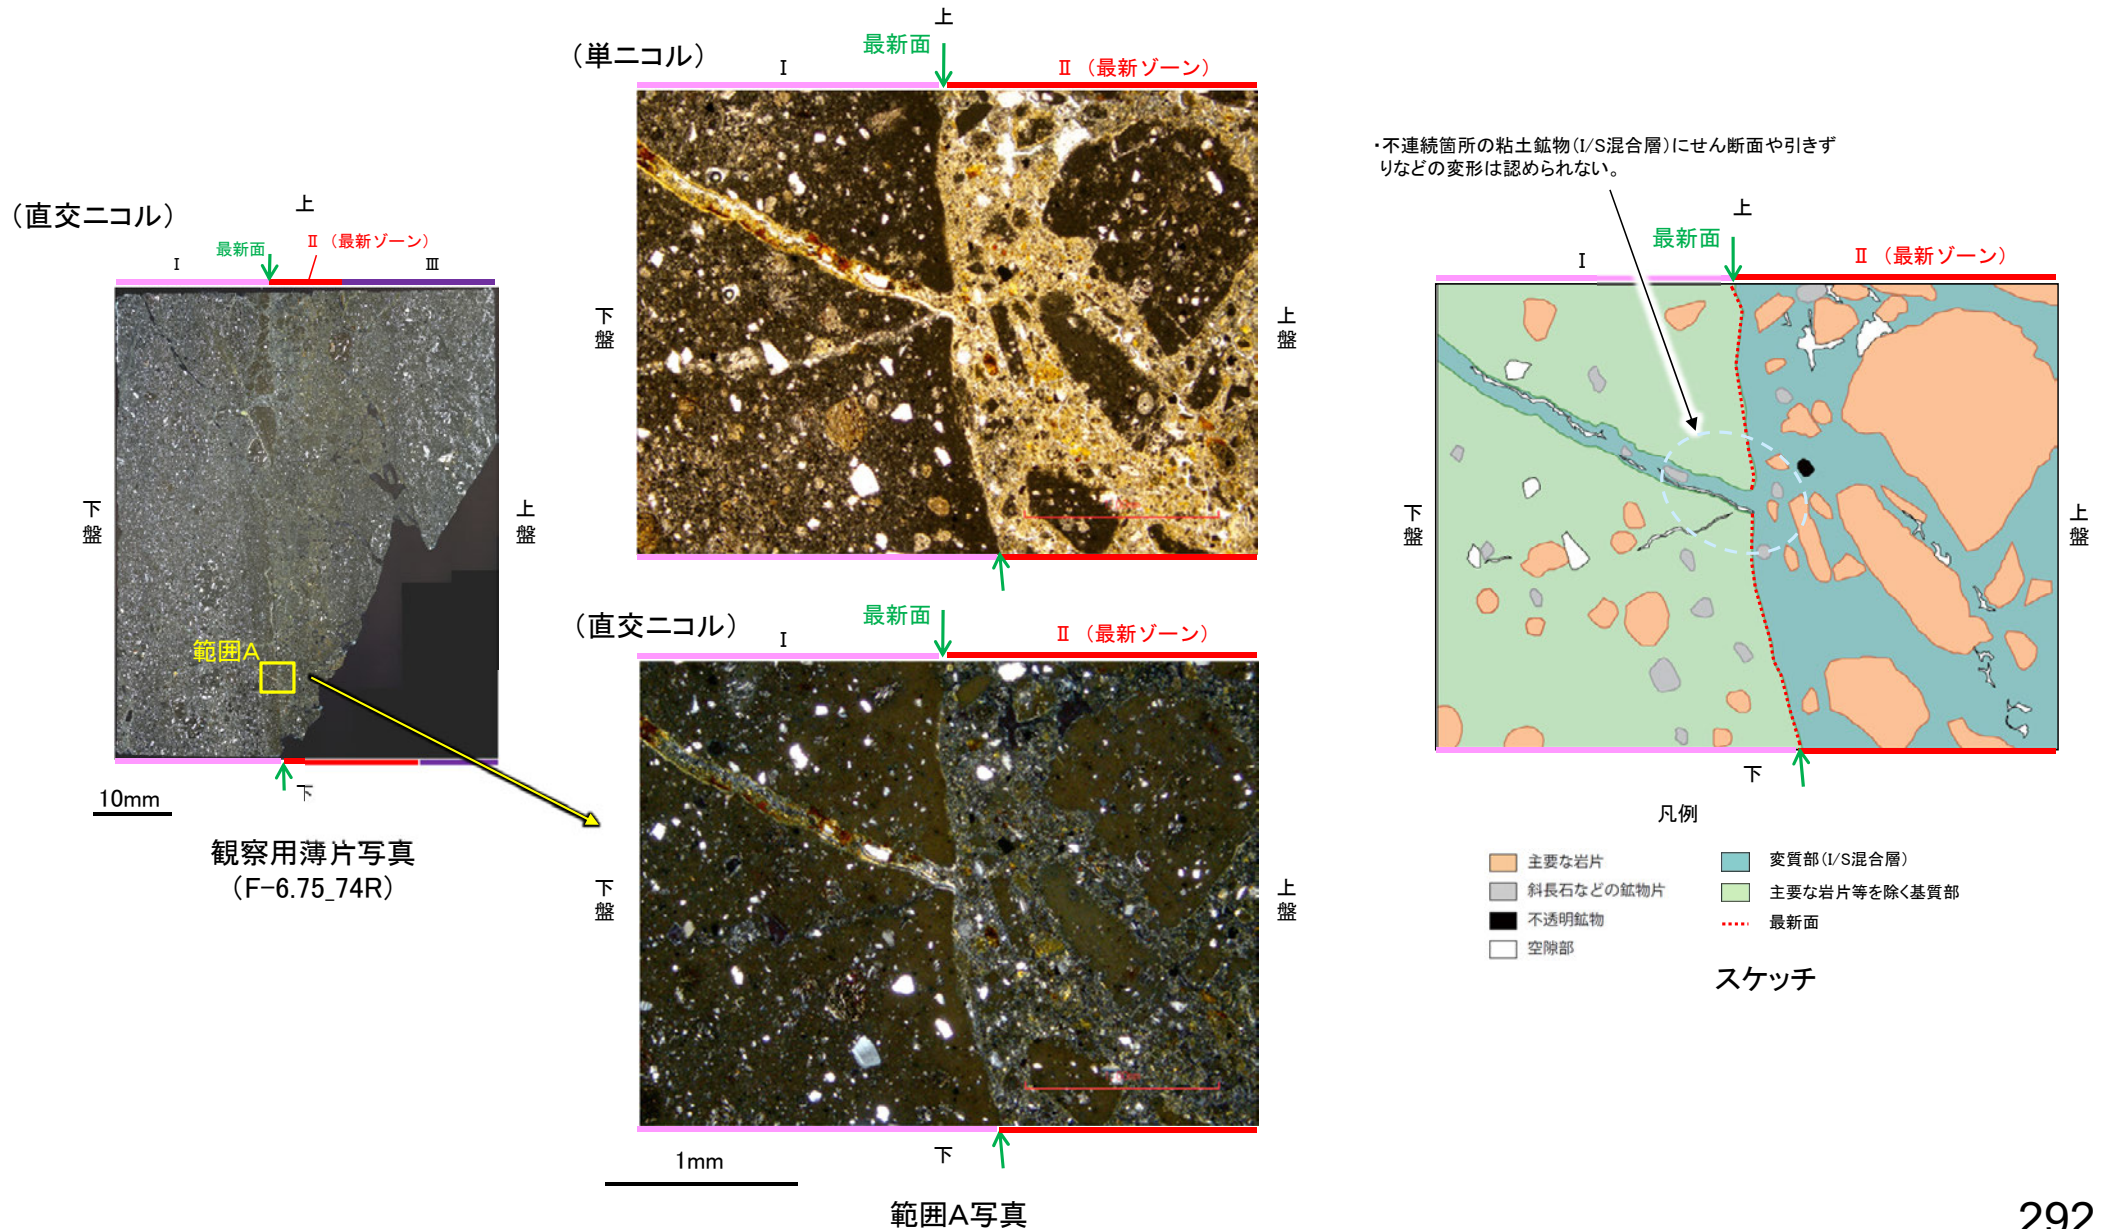 （直交ニコル）
上
最新面
Ⅱ（最新ゾーン）
Ⅰ
Ⅲ
下盤
上盤
範囲A
下
10mm
観察用薄片写真
（F-6.75_74R）
（単ニコル）
上
最新面
Ⅰ
Ⅱ（最新ゾーン）
下盤
上盤
（直交ニコル）
最新面
Ⅰ
Ⅱ（最新ゾーン）
下盤
上盤
下
1mm
範囲A写真
・不連続箇所の粘土鉱物(I/S混合層)にせん断面や引きず
りなどの変形は認められない。
上
最新面
Ⅰ
Ⅱ（最新ゾーン）
下盤
上盤
下
凡例
主要な岩片
斜長石などの鉱物片
不透明鉱物
空隙部
変質部(I/S混合層)
主要な岩片等を除く基質部
最新面
スケッチ
292